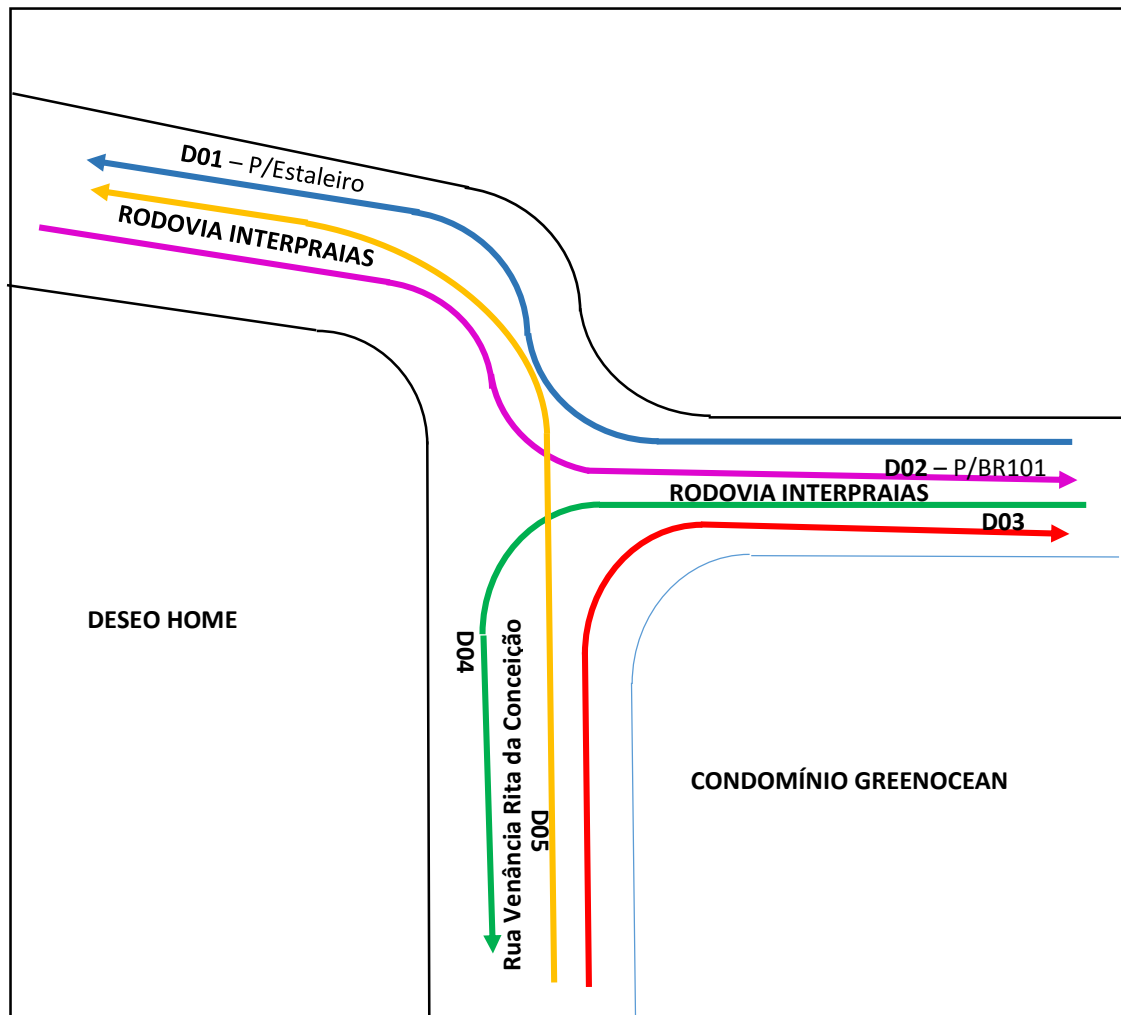 D01 – P/Estaleiro
RODOVIA INTERPRAIAS
D02 – P/BR101
RODOVIA INTERPRAIAS
D03
DESEO HOME
D04
Rua Venância Rita da Conceição
D05
CONDOMÍNIO GREENOCEAN